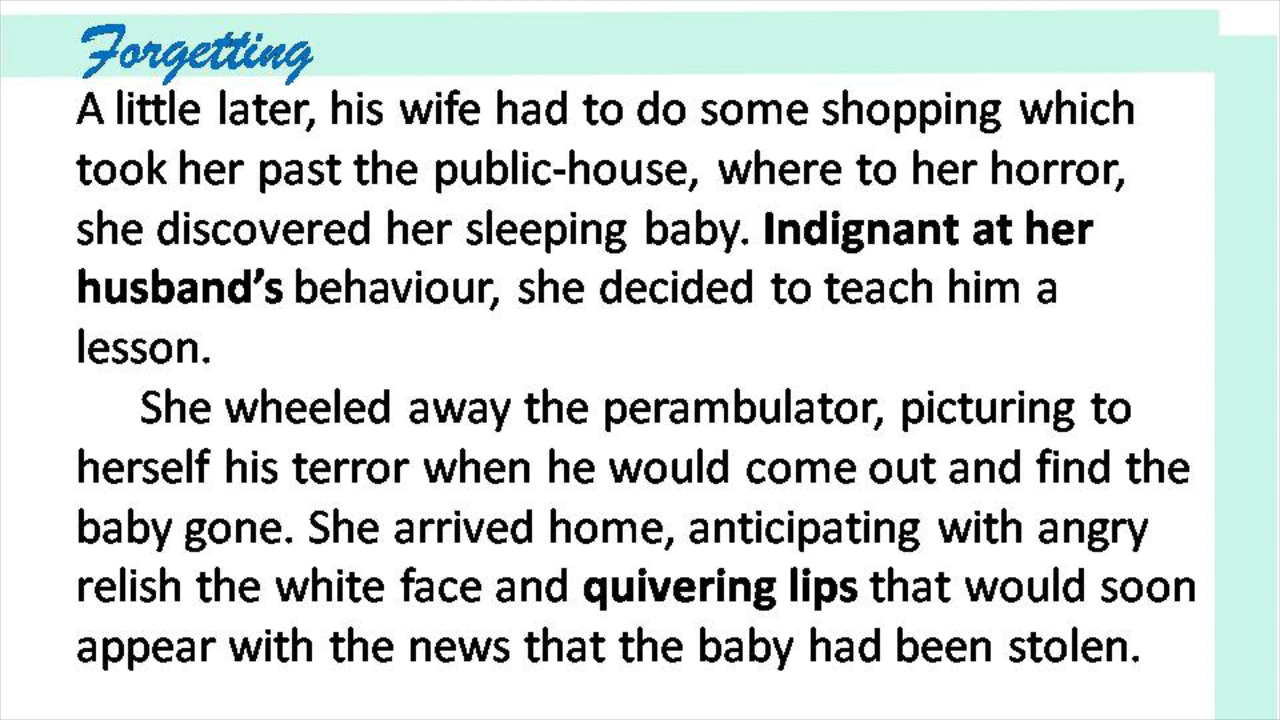 Forgetting
A little later, his wife had to do some shopping which
took her past the public-house, where to her horror,
she discovered her sleeping baby. Indignant at her
husband’s behaviour, she decided to teach him a
lesson.
She wheeled away the perambulator, picturing to
herself his terror when he would come out and find the
baby gone. She arrived home, anticipating with angry
relish the white face and quivering lips that would soon
appear with the news that the baby had been stolen.